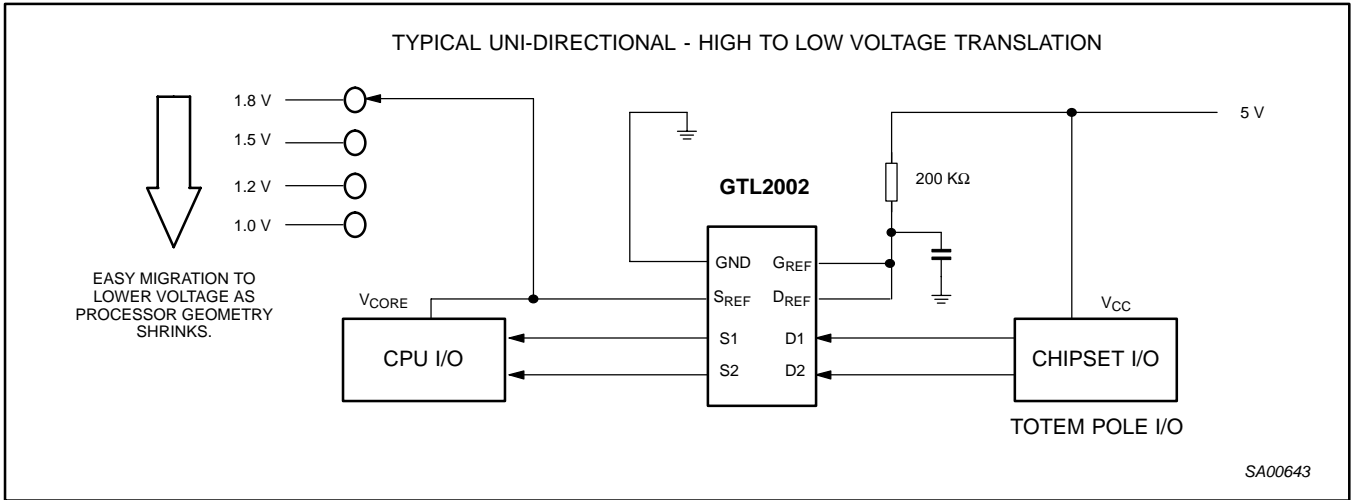 TYPICAL UNI-DIRECTIONAL - HIGH TO LOW VOLTAGE TRANSLATION
1.8 V
1.5 V
1.2 V
1.0 V
5 V
200 KΩ
GTL2002
EASY MIGRATION TO
LOWER VOLTAGE AS
PROCESSOR GEOMETRY
SHRINKS.
GND
GREF
SREF
DREF
S1
D1
S2
D2
VCORE
CPU I/O
VCC
CHIPSET I/O
TOTEM POLE I/O
SA00643